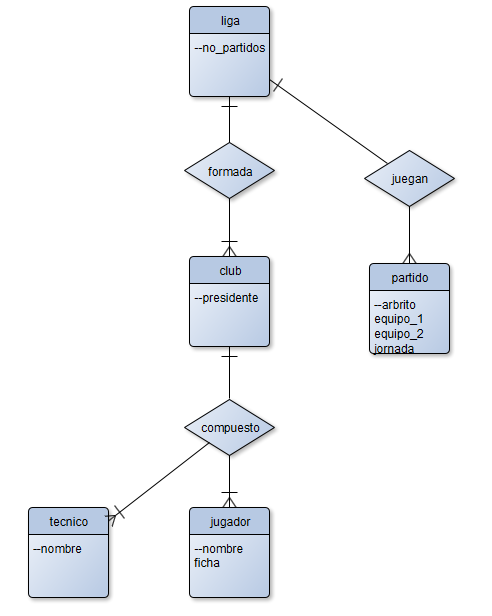 liga
--no_partidos
formada
juegan
club
--presidente
partido
--arbrito
equipo_1
equipo_2
jornada
compuesto
tecnico
--nombre
jugador
--nombre
ficha